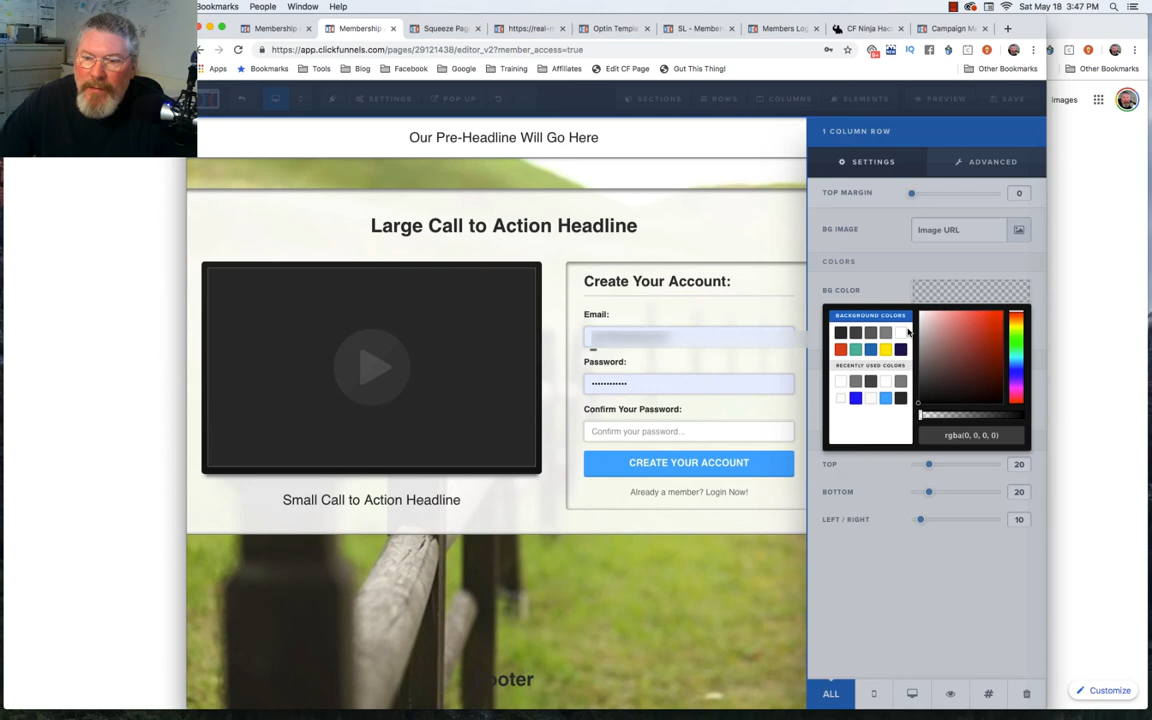 Bookmarks People Window Help
Sat May 18 3:47 PM
Membership
Membership
Squeeze Pag
https://real-n
Optin Templa
SL - Member
Members Log
CF Ninja Hac
Campaign Ma
https://app.clickfunnels.com/pages/29121438/editor_v2?member_access=true
Apps Bookmarks Tools Blog Facebook Google Training Affiliates Edit CF Page Gut This Thing! Other Bookmarks Other Bookmarks
SETTINGS POP UP SECTIONS ROWS COLUMNS ELEMENTS PREVIEW SAVE
Images
Our Pre-Headline Will Go Here
1 COLUMN ROW
SETTINGS ADVANCED
TOP MARGIN 0
BG IMAGE Image URL
COLORS
BG COLOR
BACKGROUND COLORS
RECENTLY USED COLORS
rgba(0, 0, 0, 0)
TOP 20
BOTTOM 20
LEFT / RIGHT 10
Large Call to Action Headline
Create Your Account:
Email:
Password:
••••••••••••
Confirm Your Password:
Confirm your password...
CREATE YOUR ACCOUNT
Already a member? Login Now!
Small Call to Action Headline
ooter
ALL
Customize